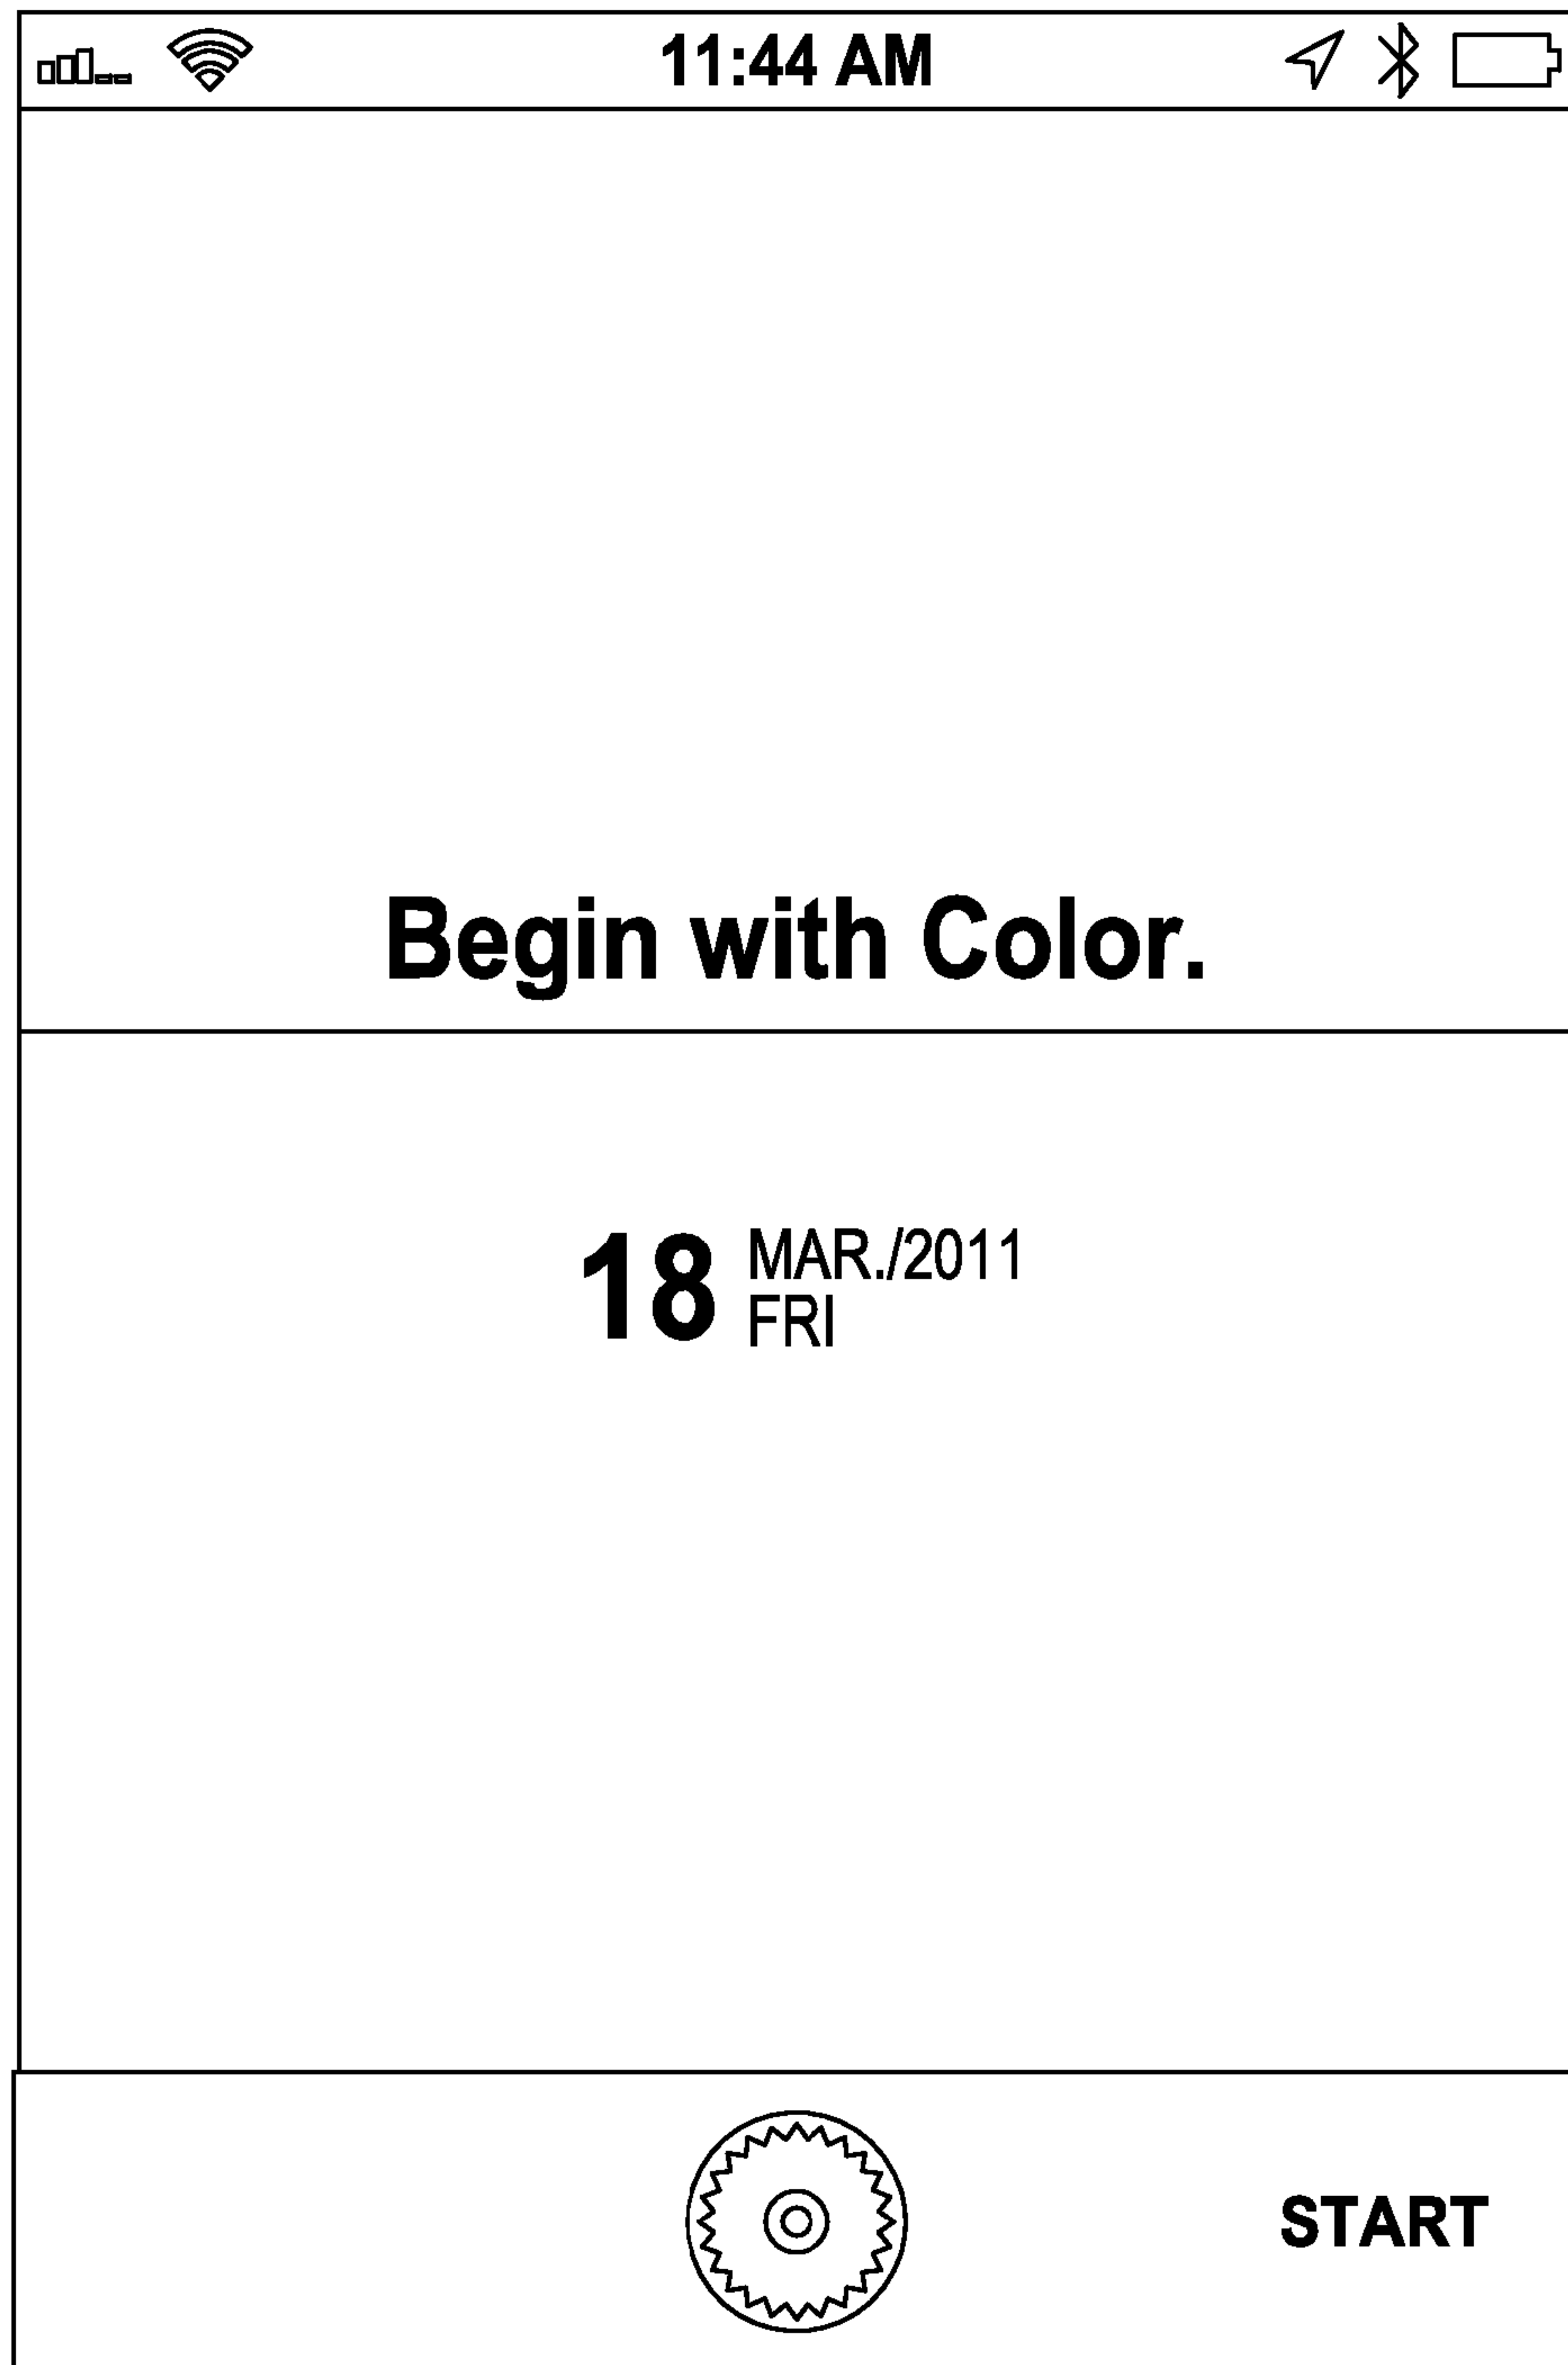 11:44 AM
Begin with Color.
18 MAR./2011
FRI
START